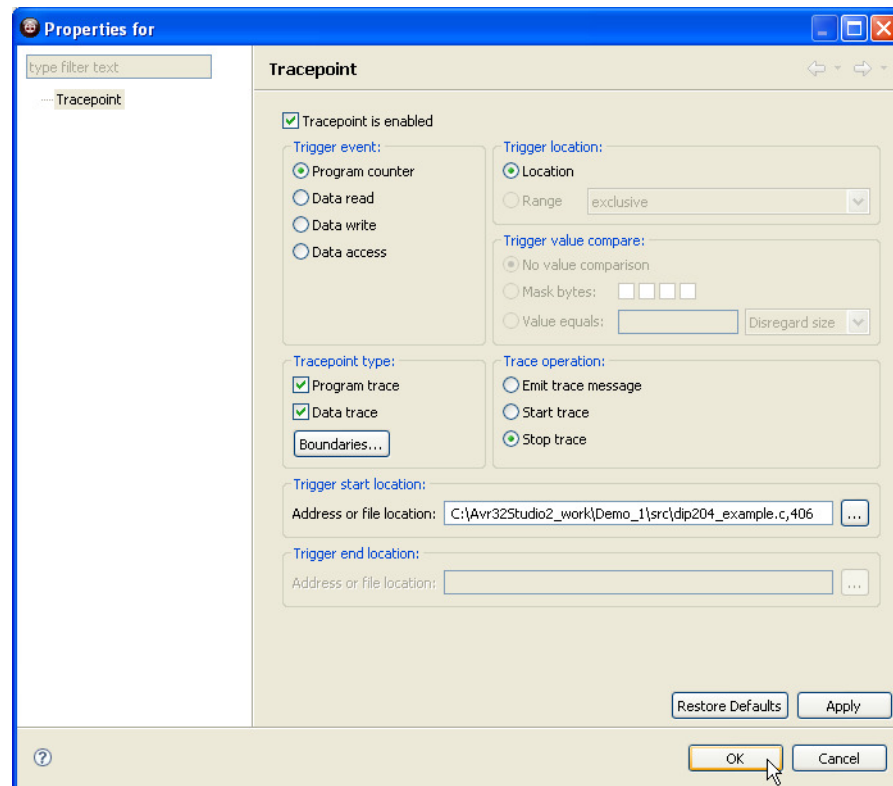 Properties for
type filter text
Tracepoint
Tracepoint
Tracepoint is enabled
Trigger event:
Program counter
Data read
Data write
Data access
Trigger location:
Location
Range exclusive
Trigger value compare:
No value comparison
Mask bytes:
Value equals: Disregard size
Tracepoint type:
Program trace
Data trace
Boundaries...
Trace operation:
Emit trace message
Start trace
Stop trace
Trigger start location:
Address or file location: C:\Avr32Studio2_work\Demo_1\src\dip204_example.c,406 ...
Trigger end location:
Address or file location: ...
Restore Defaults Apply
? OK Cancel